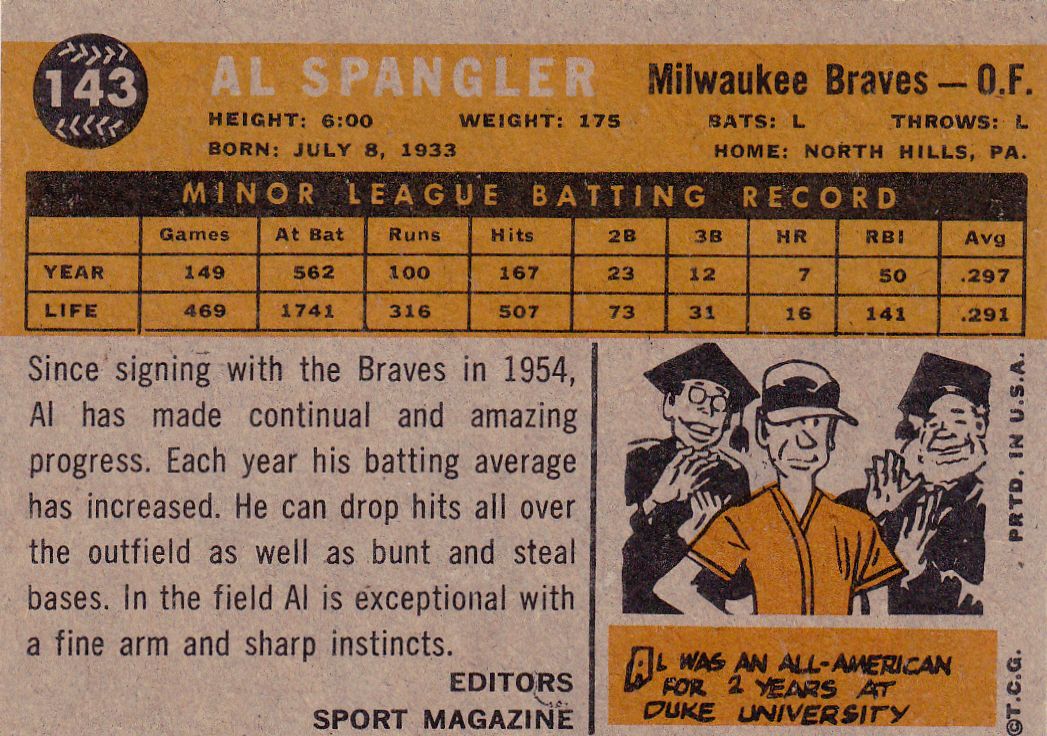 143
AL SPANGLER
Milwaukee Braves — O.F.
HEIGHT: 6:00 WEIGHT: 175 BATS: L THROWS: L
BORN: JULY 8, 1933 HOME: NORTH HILLS, PA.
MINOR LEAGUE BATTING RECORD
Games At Bat Runs Hits 2B 3B HR RBI Avg
YEAR 149 562 100 167 23 12 7 50 .297
LIFE 469 1741 316 507 73 31 16 141 .291
Since signing with the Braves in 1954,
Al has made continual and amazing
progress. Each year his batting average
has increased. He can drop hits all over
the outfield as well as bunt and steal
bases. In the field Al is exceptional with
a fine arm and sharp instincts.
EDITORS
SPORT MAGAZINE
AL WAS AN ALL-AMERICAN
FOR 2 YEARS AT
DUKE UNIVERSITY
©T.C.G. PRTD. IN U.S.A.